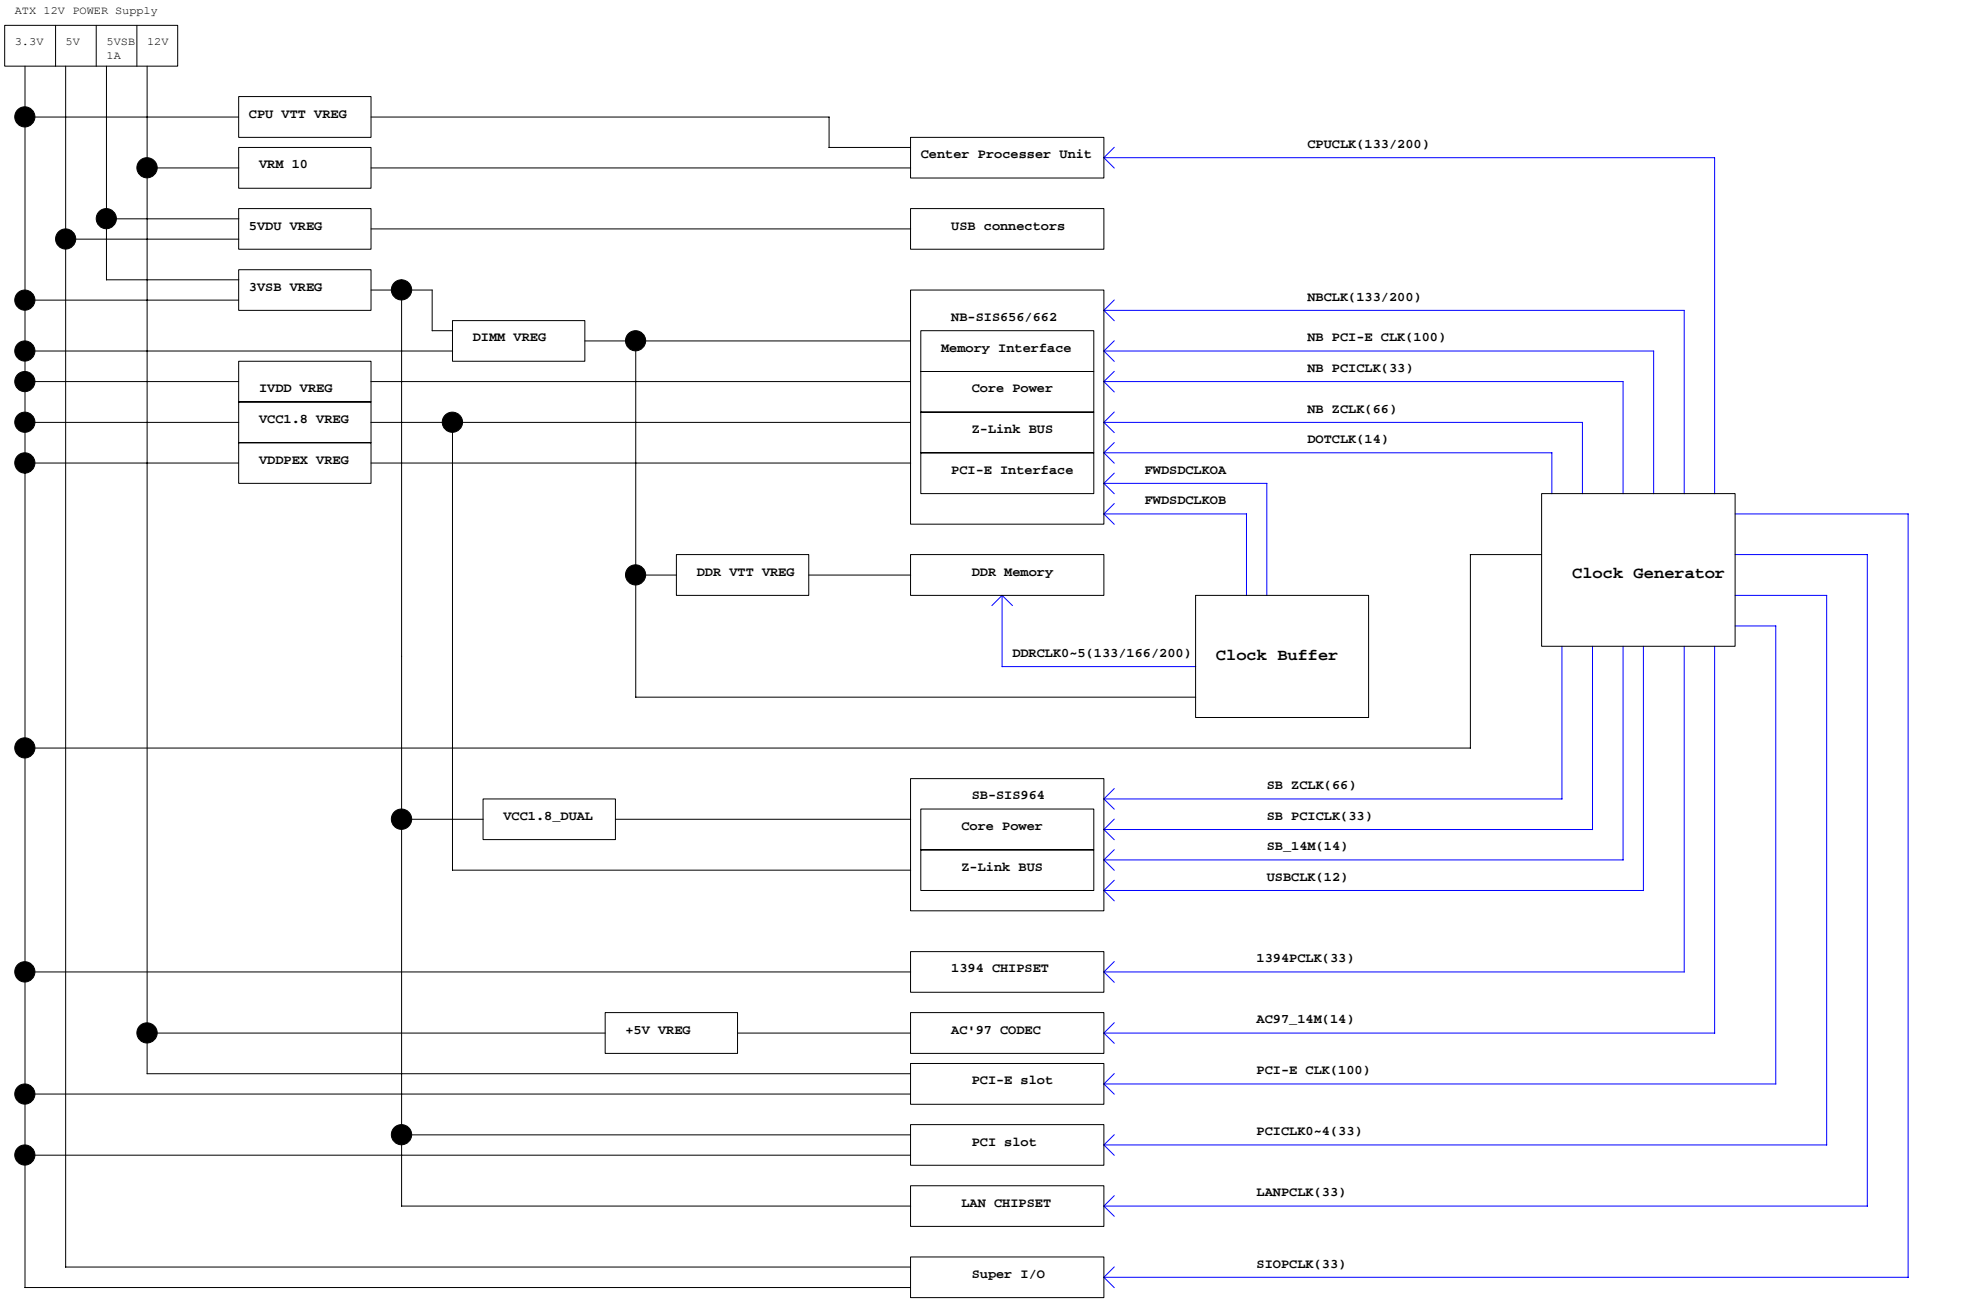 ATX 12V POWER Supply
3.3V
5V
5VSB
1A
12V
CPU VTT VREG
VRM 10
Center Processer Unit
CPUCLK(133/200)
5VDU VREG
USB connectors
3VSB VREG
NBCLK(133/200)
NB-SIS656/662
DIMM VREG
NB PCI-E CLK(100)
Memory Interface
NB PCICLK(33)
IVDD VREG
Core Power
NB ZCLK(66)
VCC1.8 VREG
Z-Link BUS
DOTCLK(14)
VDDPEX VREG
PCI-E Interface
FWDSDCLKOA
FWDSDCLKOB
DDR VTT VREG
DDR Memory
Clock Generator
DDRCLK0~5(133/166/200)
Clock Buffer
SB ZCLK(66)
SB-SIS964
VCC1.8_DUAL
SB PCICLK(33)
Core Power
SB_14M(14)
Z-Link BUS
USBCLK(12)
1394PCLK(33)
1394 CHIPSET
AC97_14M(14)
+5V VREG
AC'97 CODEC
PCI-E CLK(100)
PCI-E slot
PCICLK0~4(33)
PCI slot
LANPCLK(33)
LAN CHIPSET
SIOPCLK(33)
Super I/O